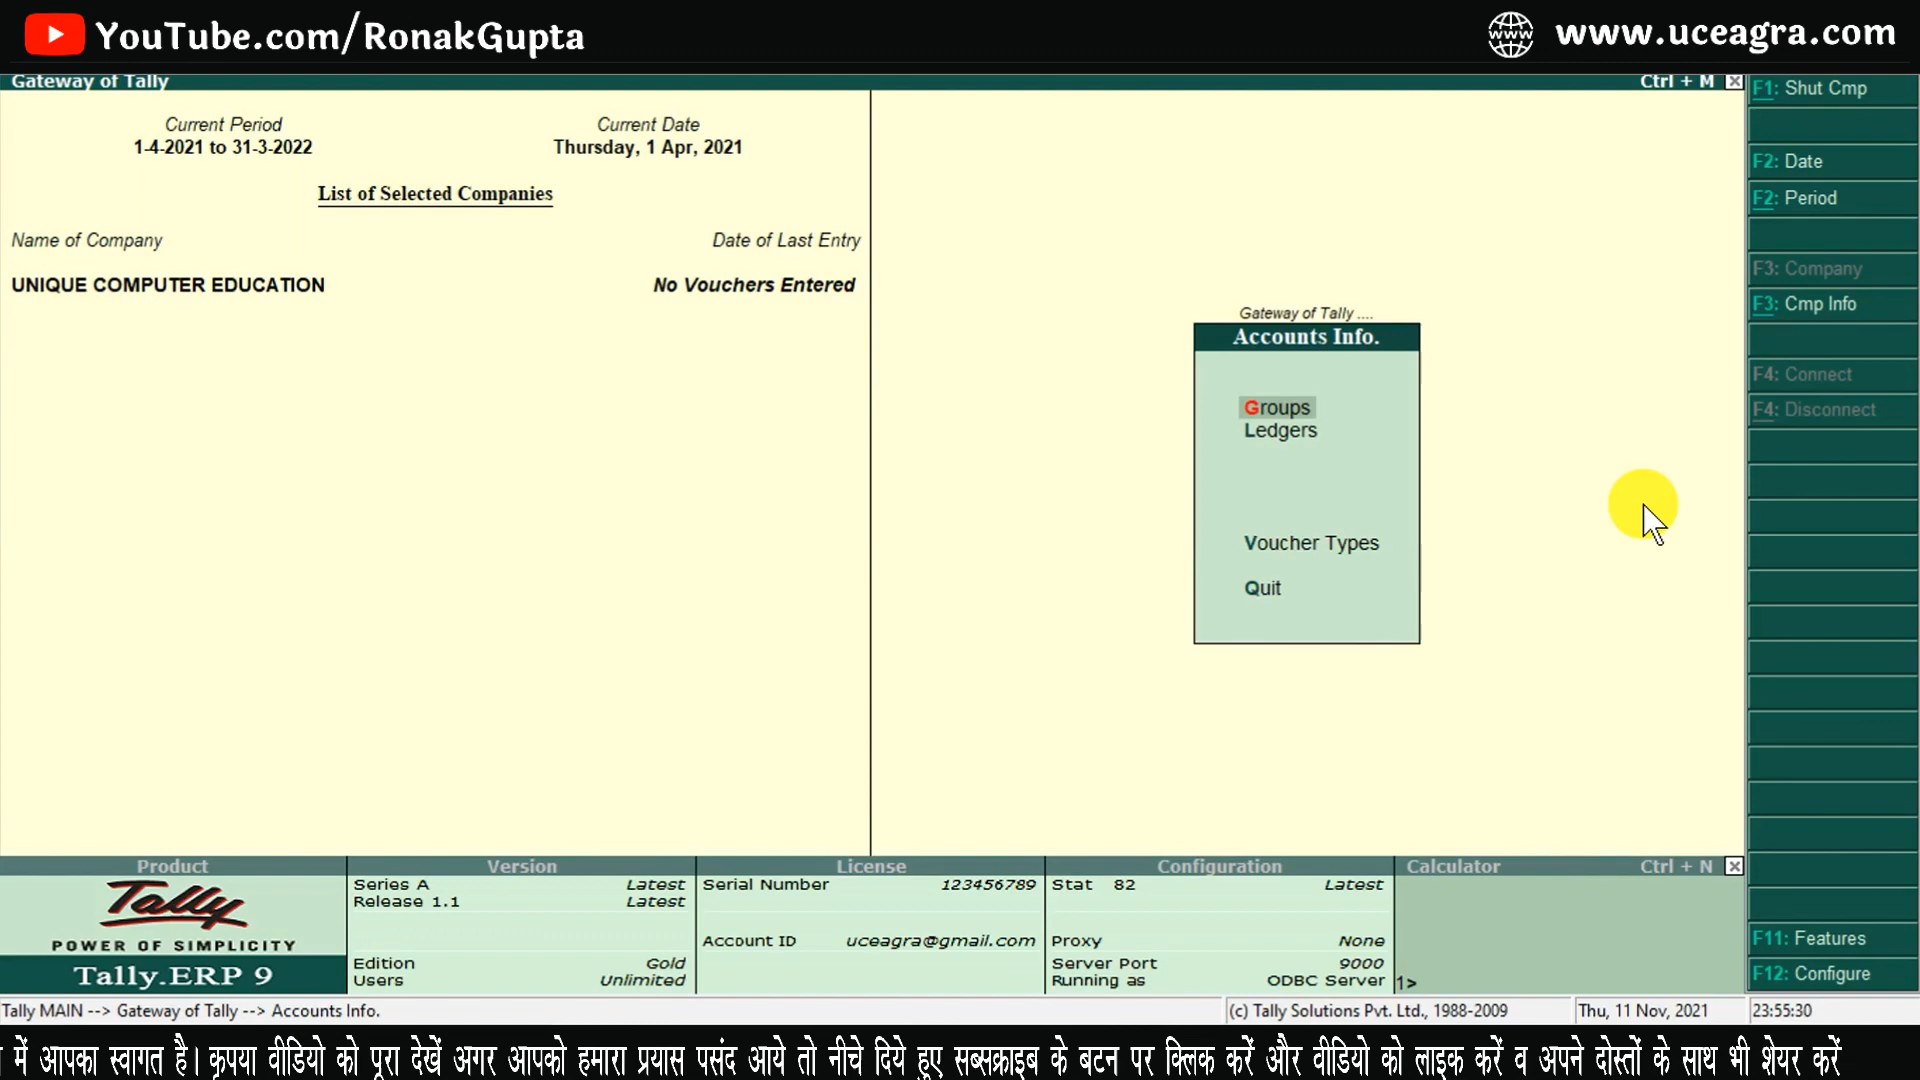 YouTube.com/RonakGupta
www.uceagra.com
Gateway of Tally
Ctrl + M
Current Period
1-4-2021 to 31-3-2022
Current Date
Thursday, 1 Apr, 2021
List of Selected Companies
Name of Company
Date of Last Entry
UNIQUE COMPUTER EDUCATION
No Vouchers Entered
Gateway of Tally ....
Accounts Info.
Groups
Ledgers
Voucher Types
Quit
F1: Shut Cmp
F2: Date
F2: Period
F3: Company
F3: Cmp Info
F4: Connect
F4: Disconnect
F11: Features
F12: Configure
Product
Tally
POWER OF SIMPLICITY
Tally.ERP 9
Version
Series A Latest
Release 1.1 Latest
Edition Gold
Users Unlimited
License
Serial Number 123456789
Account ID uceagra@gmail.com
Configuration
Stat 82 Latest
Proxy None
Server Port 9000
Running as ODBC Server
Calculator Ctrl + N
1>
Tally MAIN --> Gateway of Tally --> Accounts Info.
(c) Tally Solutions Pvt. Ltd., 1988-2009
Thu, 11 Nov, 2021
23:55:30
में आपका स्वागत है। कृपया वीडियो को पूरा देखें अगर आपको हमारा प्रयास पसंद आये तो नीचे दिये हुए सब्सक्राइब के बटन पर क्लिक करें और वीडियो को लाइक करें व अपने दोस्तों के साथ भी शेयर करें